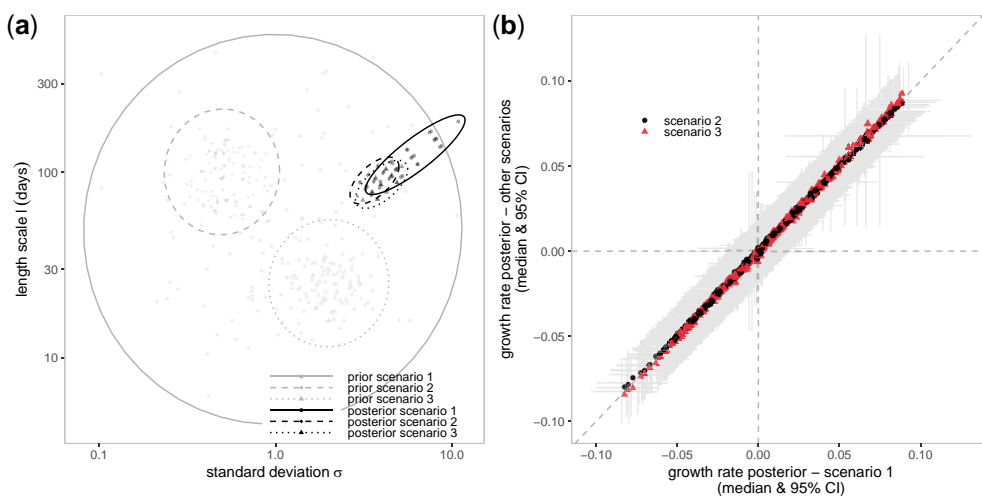 (a)
300
100
30
10
length scale l (days)
0.1
1.0
10.0
standard deviation σ
prior scenario 1
prior scenario 2
prior scenario 3
posterior scenario 1
posterior scenario 2
posterior scenario 3
(b)
0.10
0.05
0.00
−0.05
−0.10
growth rate posterior − other scenarios
(median & 95% CI)
scenario 2
scenario 3
−0.10
−0.05
0.00
0.05
0.10
growth rate posterior − scenario 1
(median & 95% CI)